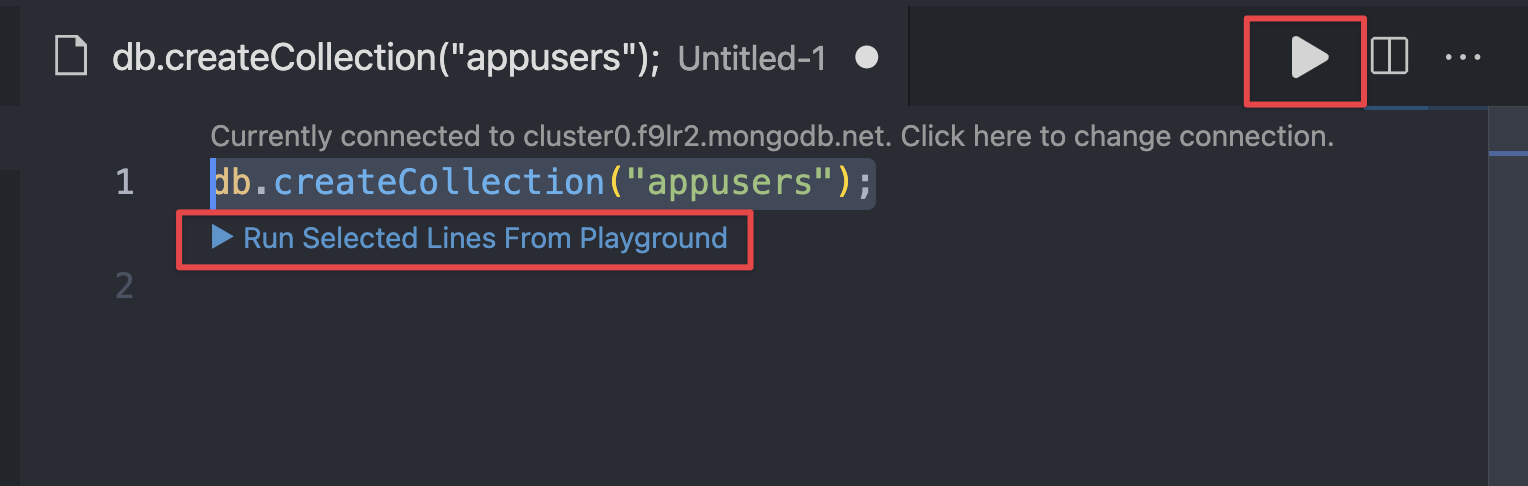 db.createCollection("appusers"); Untitled-1
Currently connected to cluster0.f9lr2.mongodb.net. Click here to change connection.
1 db.createCollection("appusers");
Run Selected Lines From Playground
2